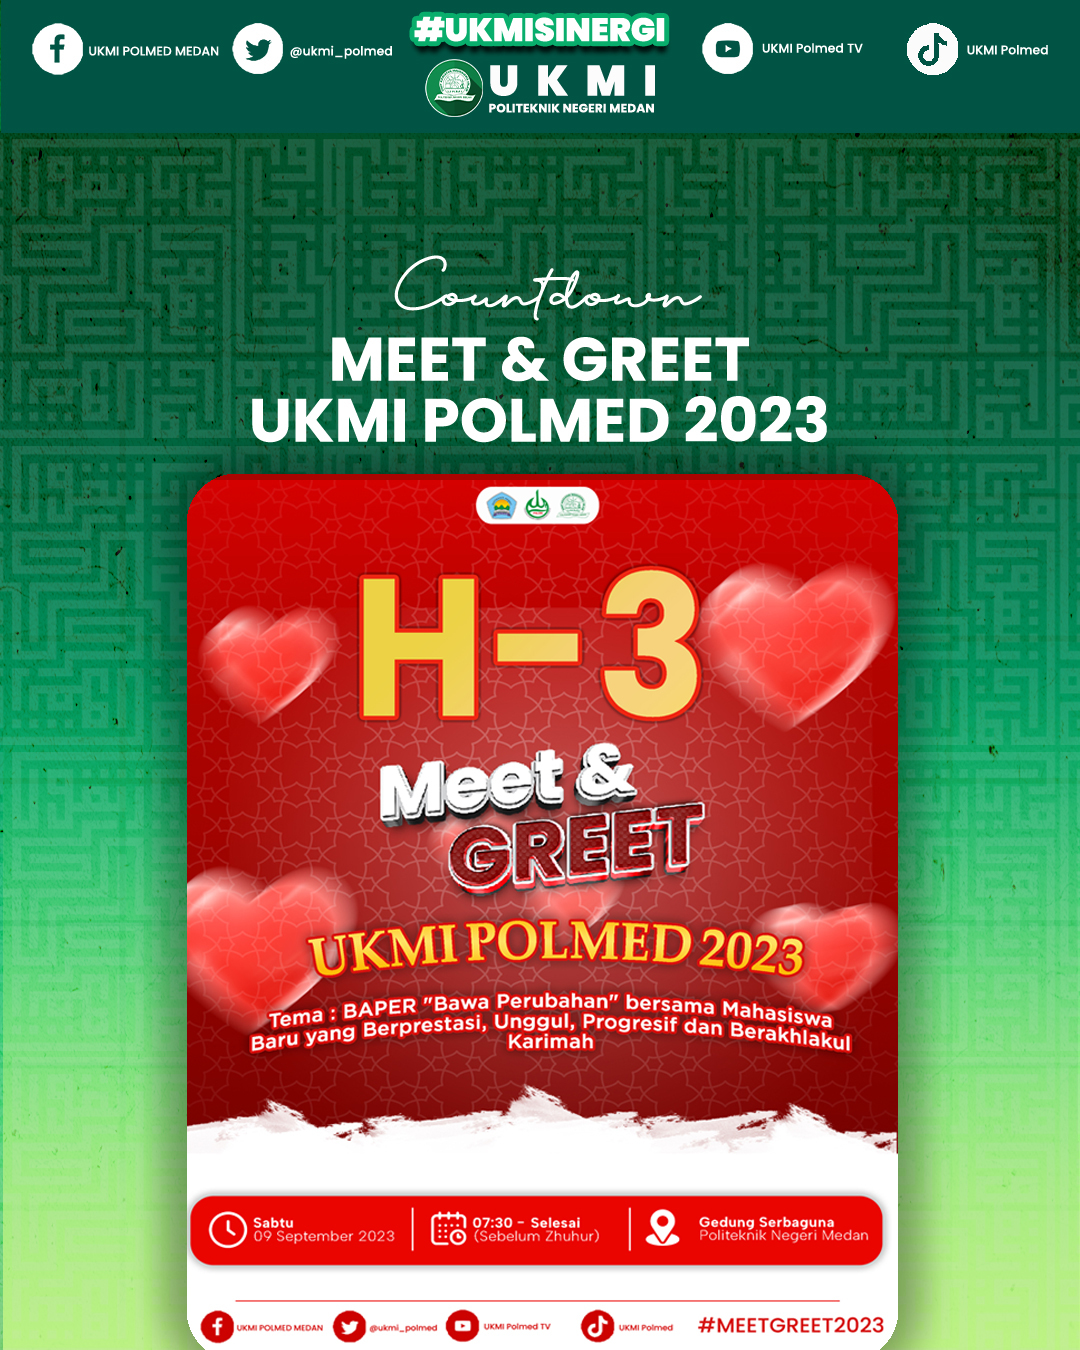 UKMI POLMED MEDAN
@ukmi_polmed
#UKMISINERGI
UKMI
POLITEKNIK NEGERI MEDAN
UKMI Polmed TV
UKMI Polmed
Countdown
MEET & GREET
UKMI POLMED 2023
H-3
Meet &
GREET
UKMI POLMED 2023
Tema : BAPER "Bawa Perubahan" bersama Mahasiswa
Baru yang Berprestasi, Unggul, Progresif dan Berakhlakul
Karimah
Sabtu
09 September 2023
07:30 - Selesai
(Sebelum Zhuhur)
Gedung Serbaguna
Politeknik Negeri Medan
UKMI POLMED MEDAN
@ukmi_polmed
UKMI Polmed TV
UKMI Polmed
#MEETGREET2023